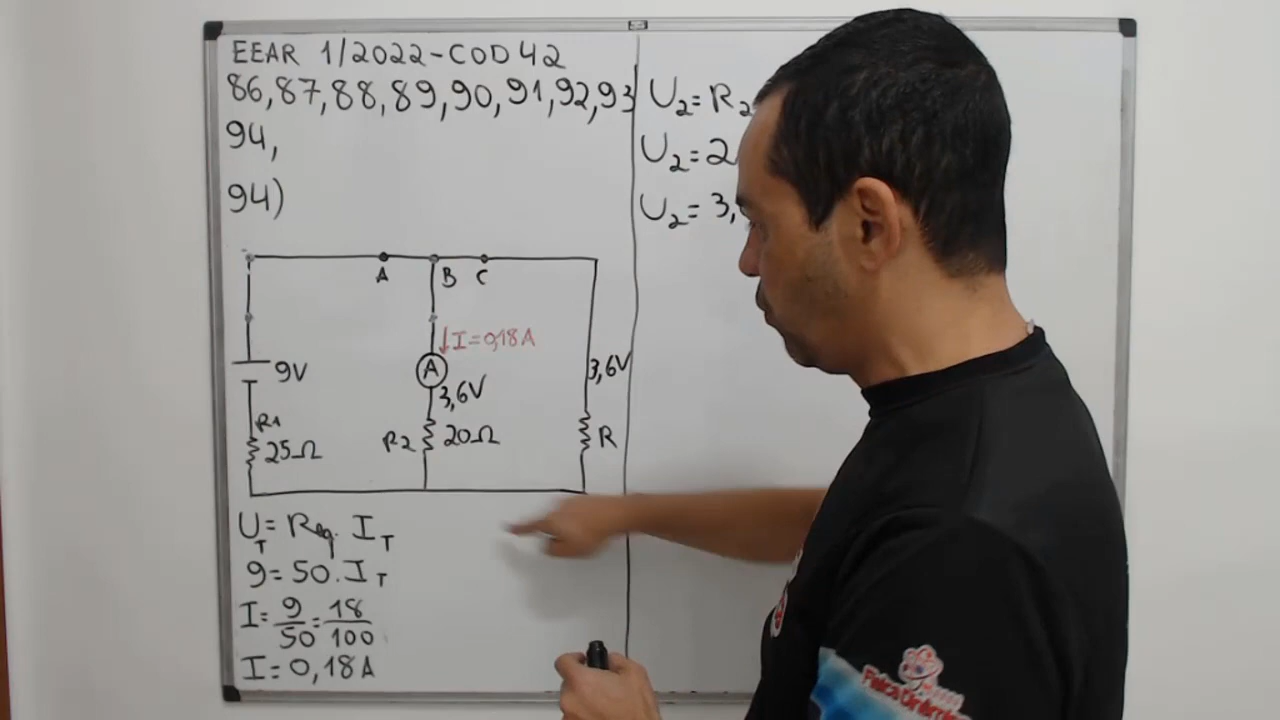 EEAR 1/2022-COD 42
86,87,88,89,90,91,92,93
94,
94)
A B C
↓I=0,18A
9V
A
3,6V
3,6V
R1
25Ω
R2
20Ω
R
U_T = Req. I_T
9=50.I_T
I=9/50=18/100
I=0,18A
U₂=R₂
U₂=2
U₂=3,